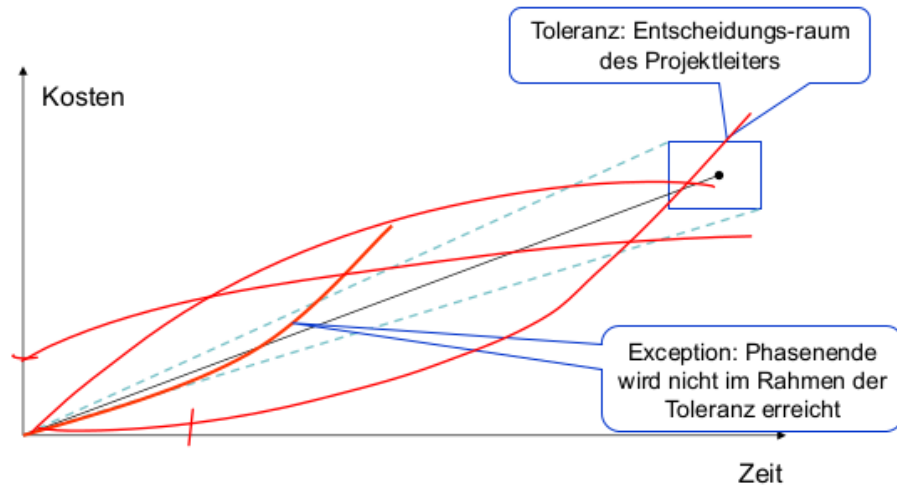 Toleranz: Entscheidungs-raum
des Projektleiters
Kosten
Exception: Phasenende
wird nicht im Rahmen der
Toleranz erreicht
Zeit